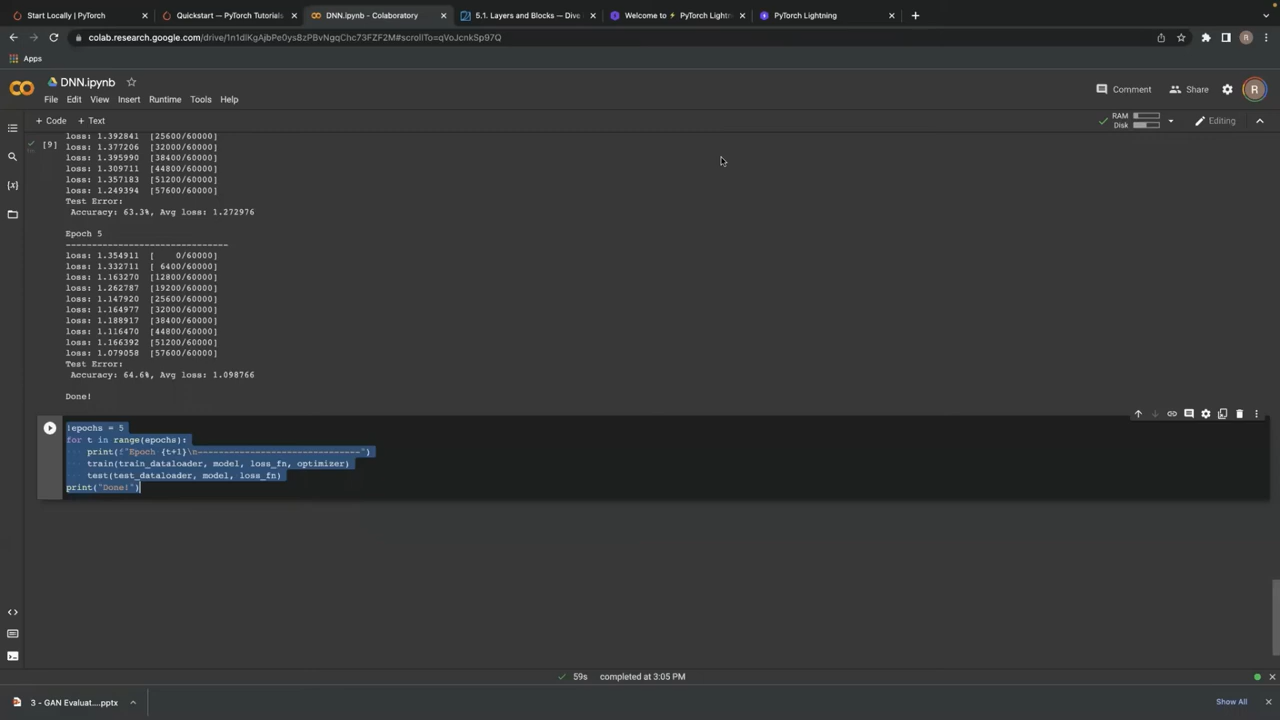 Start Locally | PyTorch
Quickstart — PyTorch Tutorials
DNN.ipynb - Colaboratory
5.1. Layers and Blocks — Dive
Welcome to ⚡ PyTorch Lightn
PyTorch Lightning
colab.research.google.com/drive/1n1dlKgAjbPe0ysBzPBvNgqChc73FZF2M#scrollTo=qVoJcnkSp97Q
R
Apps
CO
DNN.ipynb
File Edit View Insert Runtime Tools Help
Comment
Share
R
+ Code + Text
RAM
Disk
Editing
[9]
loss: 1.392841 [25600/60000]
loss: 1.377206 [32000/60000]
loss: 1.395990 [38400/60000]
loss: 1.309711 [44800/60000]
loss: 1.357183 [51200/60000]
loss: 1.249394 [57600/60000]
Test Error:
Accuracy: 63.3%, Avg loss: 1.272976
Epoch 5
-------------------------------
loss: 1.354911 [ 0/60000]
loss: 1.332711 [ 6400/60000]
loss: 1.163270 [12800/60000]
loss: 1.262787 [19200/60000]
loss: 1.147920 [25600/60000]
loss: 1.164977 [32000/60000]
loss: 1.188917 [38400/60000]
loss: 1.116470 [44800/60000]
loss: 1.166392 [51200/60000]
loss: 1.079058 [57600/60000]
Test Error:
Accuracy: 64.6%, Avg loss: 1.098766
Done!
!epochs = 5
for t in range(epochs):
print(f"Epoch {t+1}\n-------------------------------")
train(train_dataloader, model, loss_fn, optimizer)
test(test_dataloader, model, loss_fn)
print("Done!")
59s completed at 3:05 PM
3 - GAN Evaluat....pptx
Show All